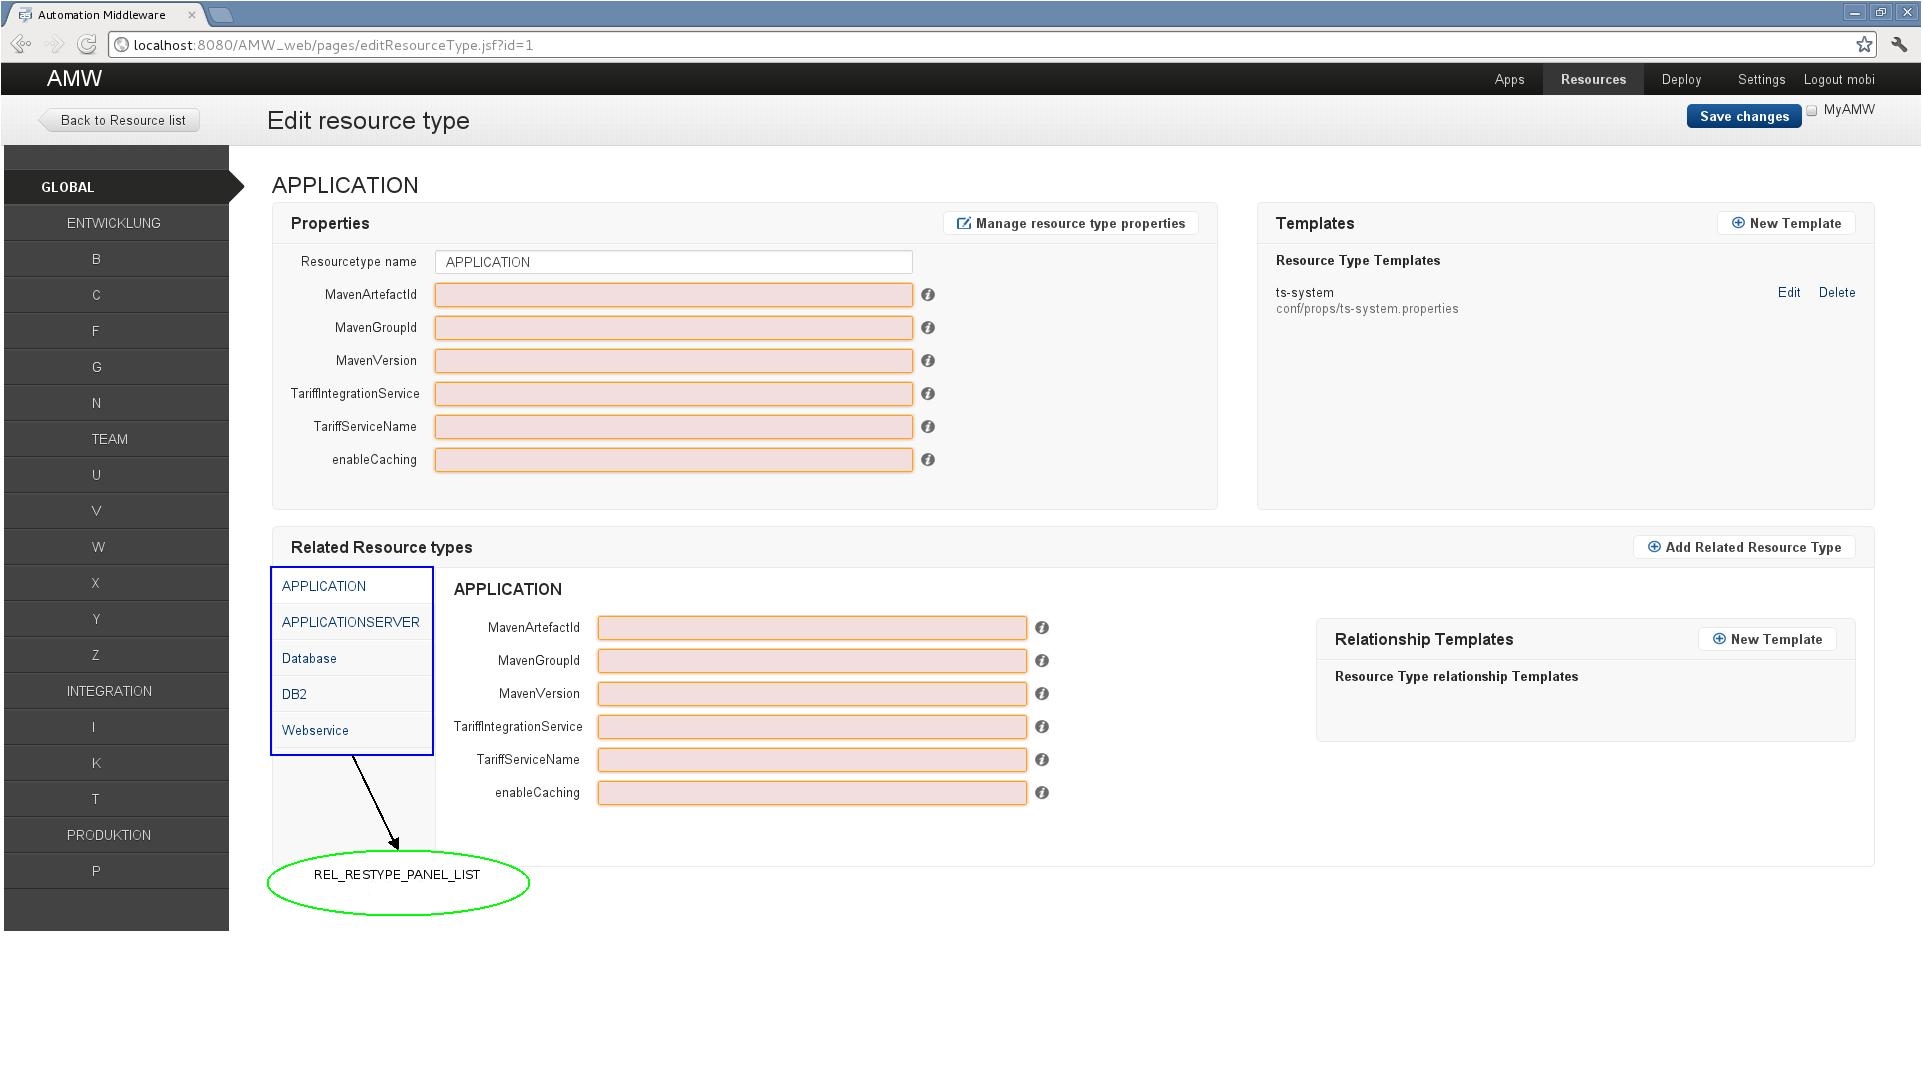 Automation Middleware
localhost:8080/AMW_web/pages/editResourceType.jsf?id=1
AMW
Apps
Resources
Deploy
Settings
Logout mobi
Back to Resource list
Edit resource type
Save changes
MyAMW
GLOBAL
ENTWICKLUNG
B
C
F
G
N
TEAM
U
V
W
X
Y
Z
INTEGRATION
I
K
T
PRODUKTION
P
APPLICATION
Properties
Manage resource type properties
Resourcetype name
APPLICATION
MavenArtefactId
MavenGroupId
MavenVersion
TariffIntegrationService
TariffServiceName
enableCaching
Templates
New Template
Resource Type Templates
ts-system
Edit
Delete
conf/props/ts-system.properties
Related Resource types
Add Related Resource Type
APPLICATION
APPLICATIONSERVER
Database
DB2
Webservice
APPLICATION
MavenArtefactId
MavenGroupId
MavenVersion
TariffIntegrationService
TariffServiceName
enableCaching
Relationship Templates
New Template
Resource Type relationship Templates
REL_RESTYPE_PANEL_LIST